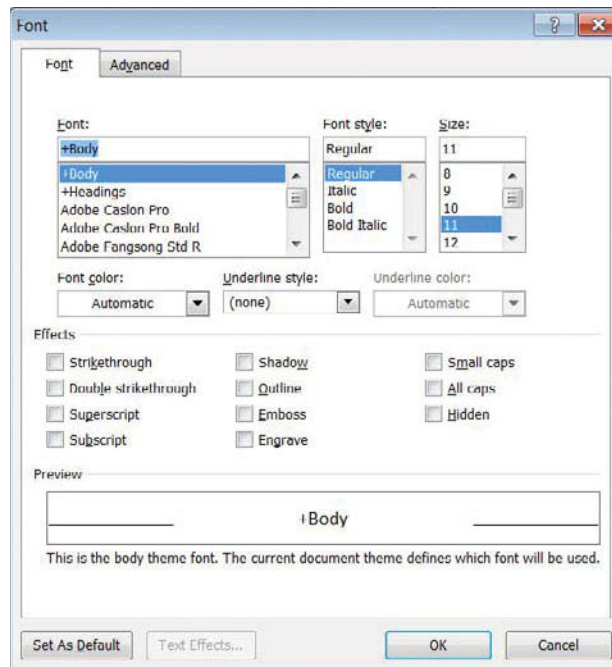 Font
Font Advanced
Font: Font style: Size:
+Body Regular 11
+Body Regular 8
+Headings Italic 9
Adobe Caslon Pro Bold 10
Adobe Caslon Pro Bold Bold Italic 11
Adobe Fangsong Std R 12
Font color: Underline style: Underline color:
Automatic (none) Automatic
Effects
Strikethrough Shadow Small caps
Double strikethrough Outline All caps
Superscript Emboss Hidden
Subscript Engrave
Preview
+Body
This is the body theme font. The current document theme defines which font will be used.
Set As Default Text Effects... OK Cancel